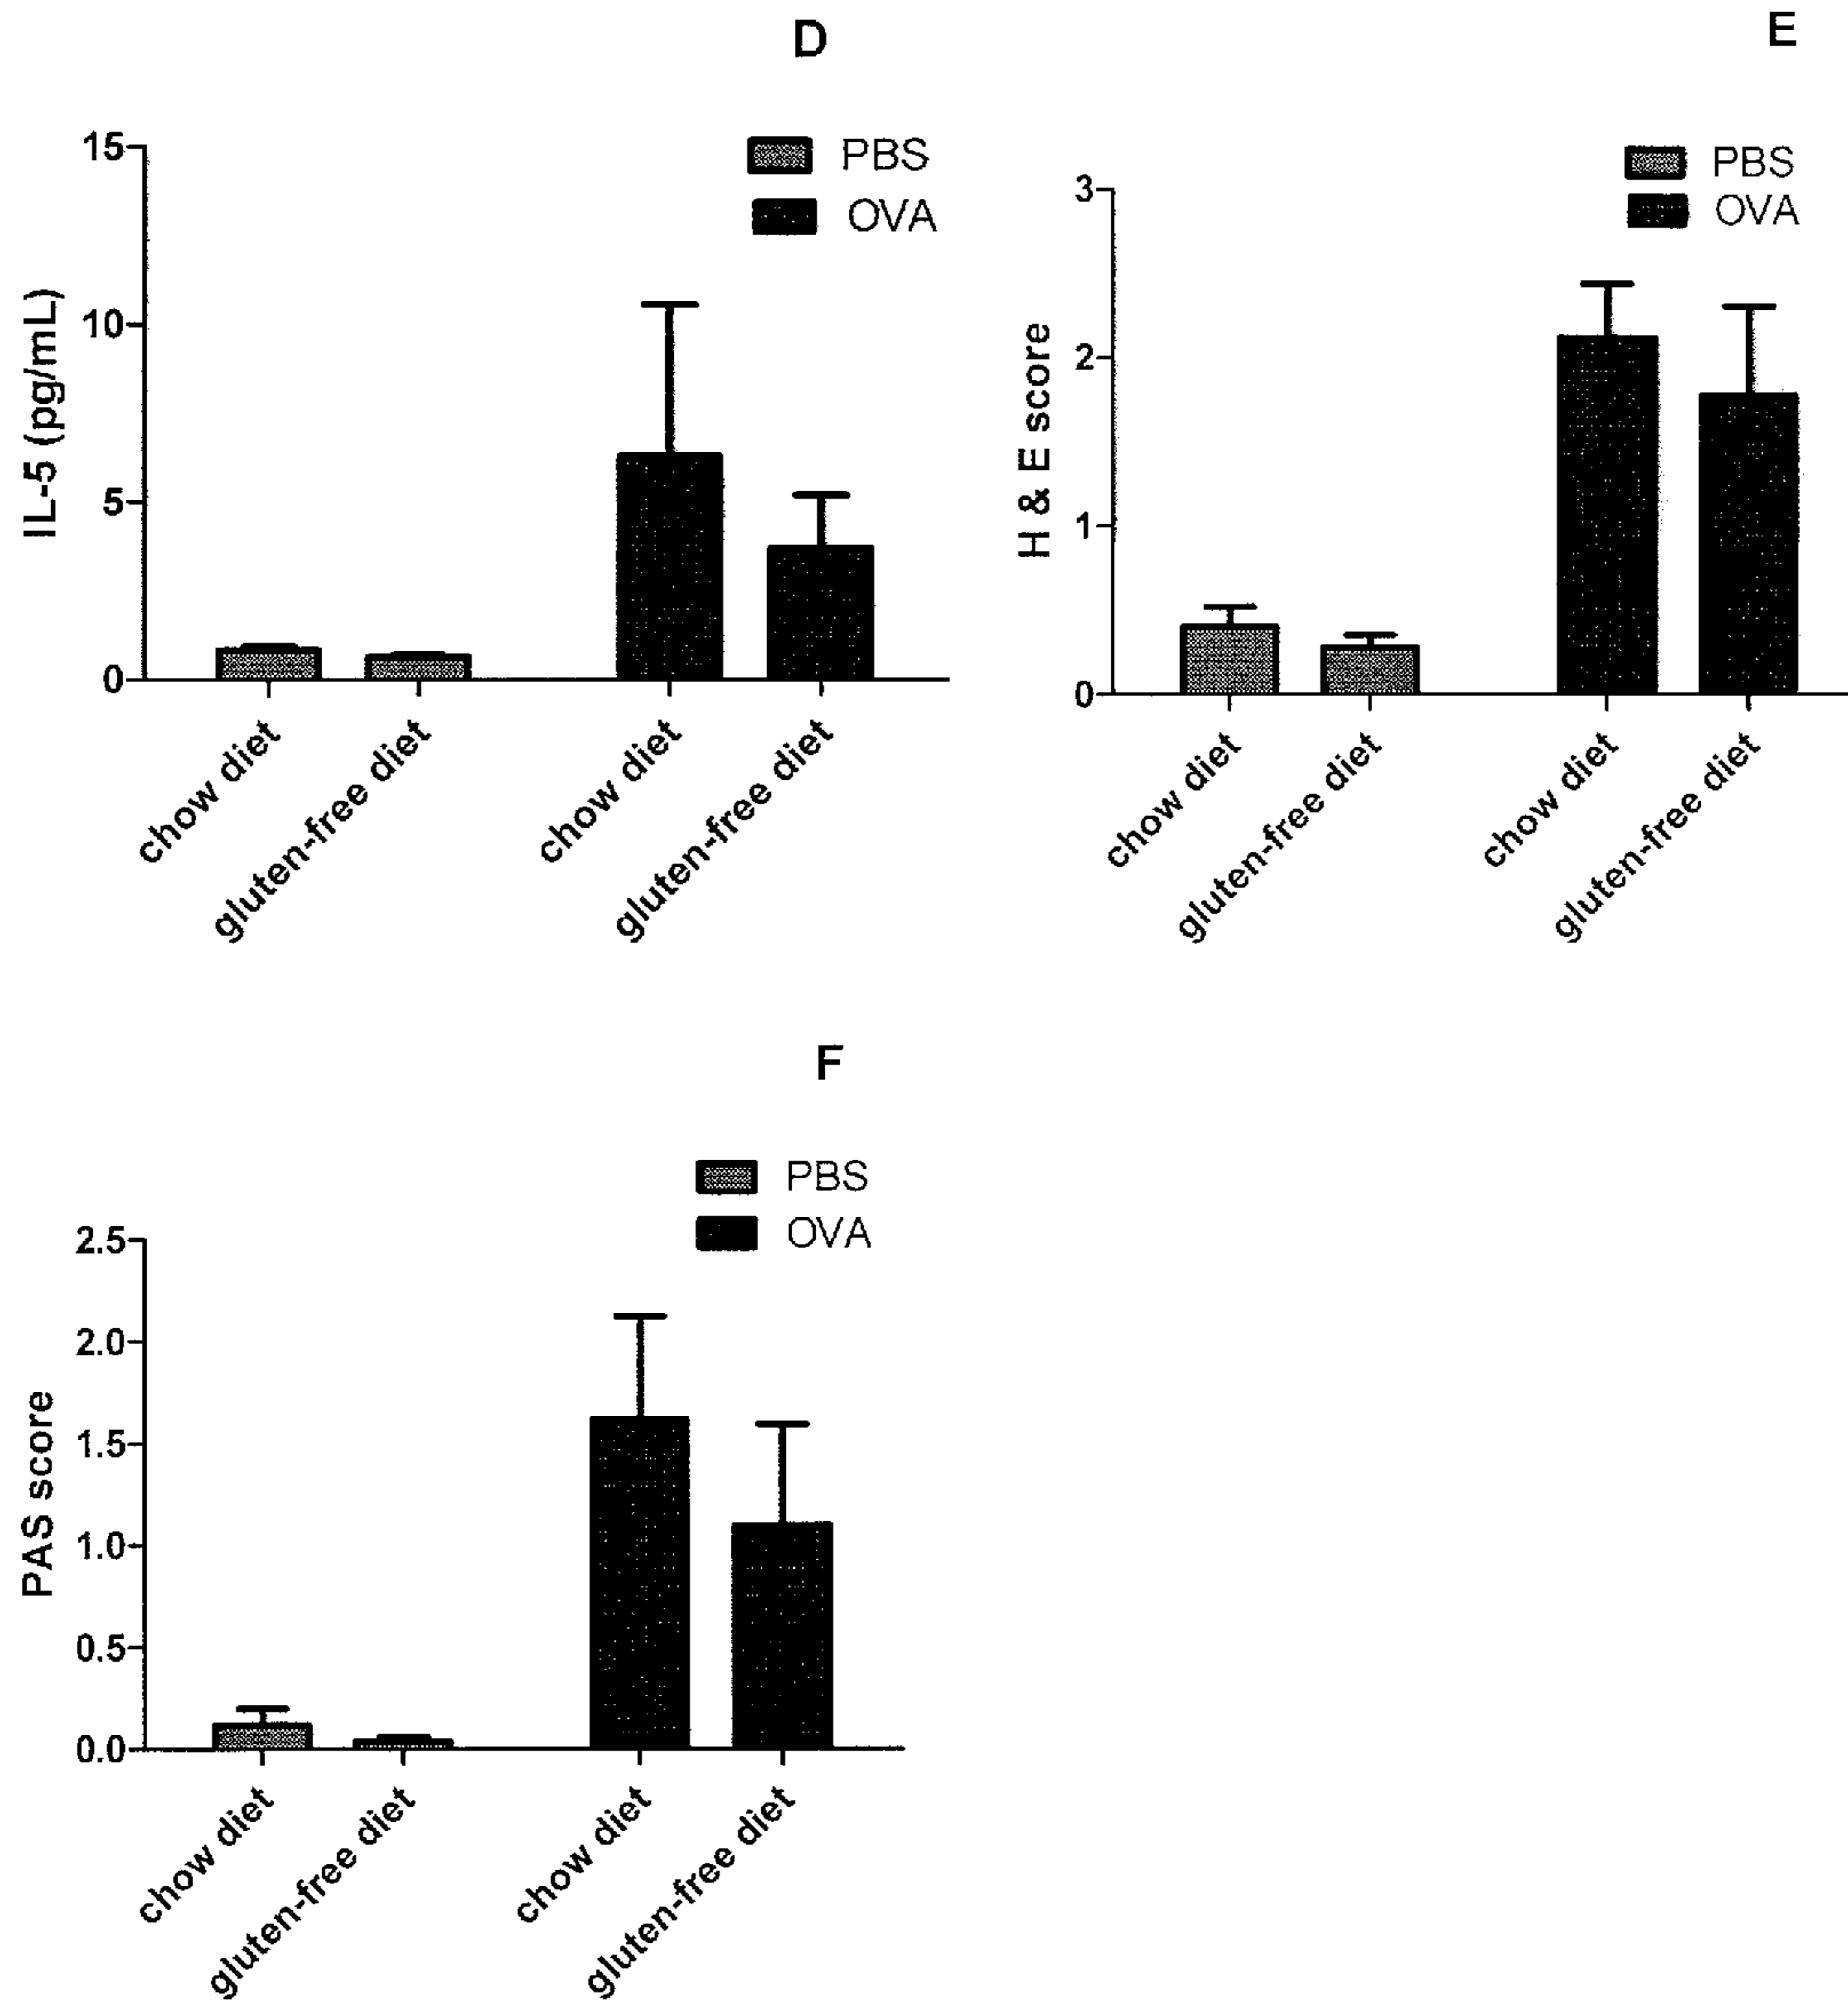 D
15
10
5
0
IL-5 (pg/mL)
PBS
OVA
chow diet
gluten-free diet
chow diet
gluten-free diet
E
3
2
1
0
H & E score
PBS
OVA
chow diet
gluten-free diet
chow diet
gluten-free diet
F
2.5
2.0
1.5
1.0
0.5
0.0
PAS score
PBS
OVA
chow diet
gluten-free diet
chow diet
gluten-free diet